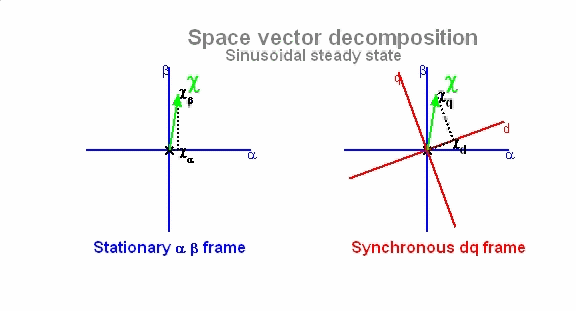 Space vector decomposition
Sinusoidal steady state
β
χ
χβ
χα
α
Stationary α β frame
q
β
χ
χq
d
χd
α
Synchronous dq frame